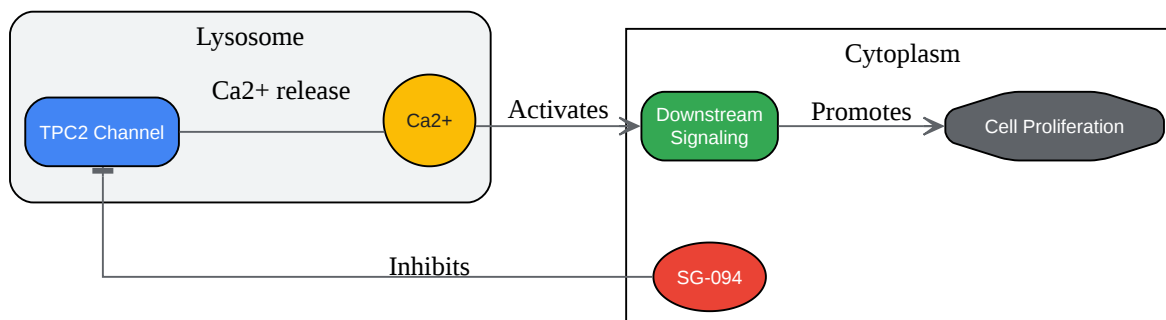 Lysosome
Cytoplasm
Ca2+ release
TPC2 Channel
Ca2+
Activates
Downstream
Signaling
Promotes
Cell Proliferation
Inhibits
SG-094